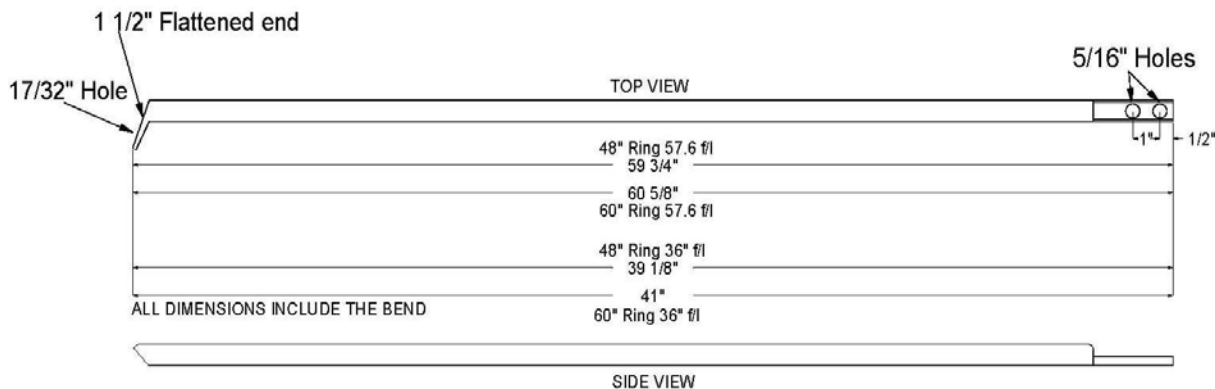 1 1/2" Flattened end
5/16" Holes
17/32" Hole
TOP VIEW
1"
1/2"
48" Ring 57.6 f/l
59 3/4"
60 5/8"
60" Ring 57.6 f/l
48" Ring 36" f/l
39 1/8"
41"
ALL DIMENSIONS INCLUDE THE BEND
60" Ring 36" f/l
SIDE VIEW